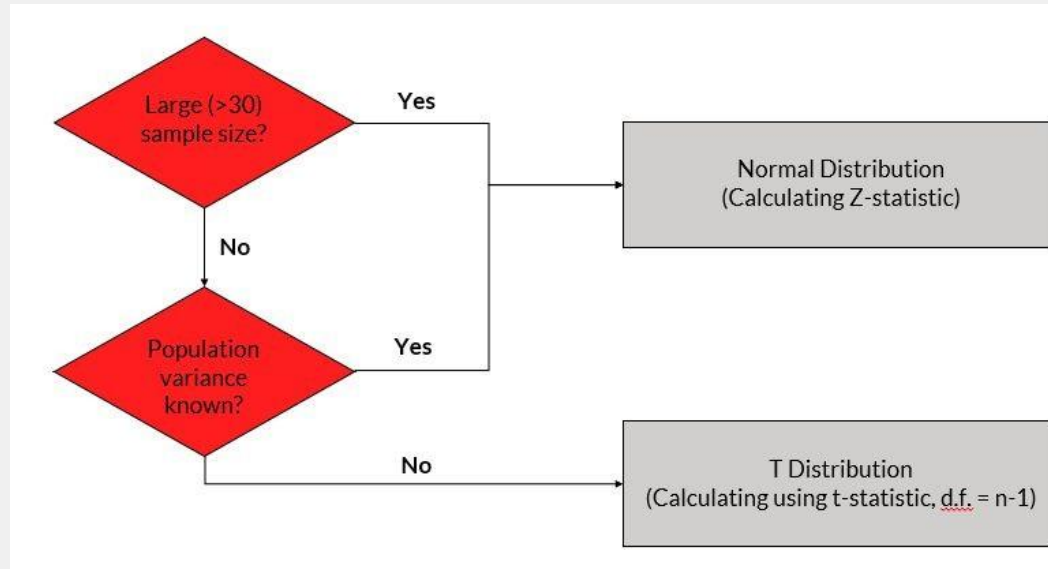 Large (>30)
sample size?
Yes
Normal Distribution
(Calculating Z-statistic)
No
Population
variance
known?
Yes
No
T Distribution
(Calculating using t-statistic, d.f. = n-1)